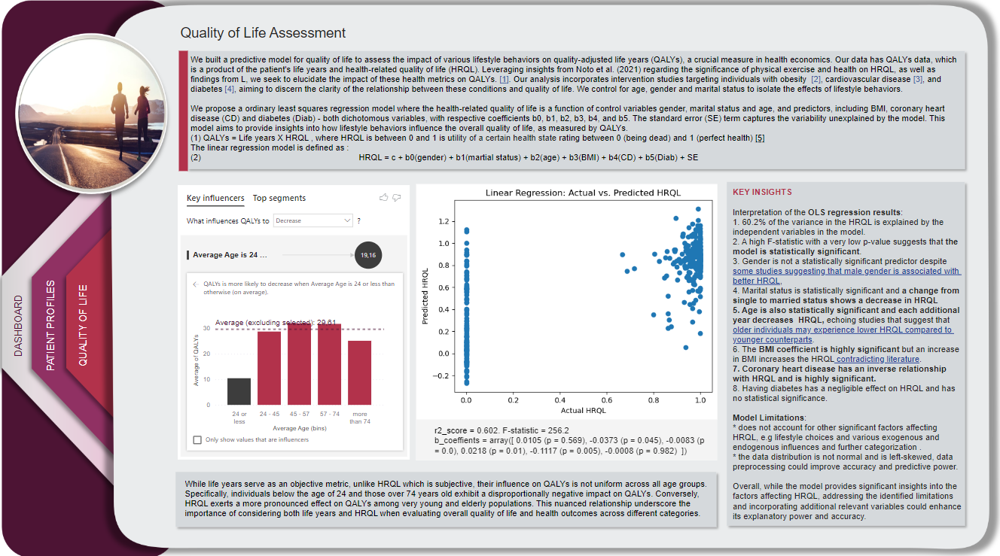 Quality of Life Assessment
We built a predictive model for quality of life to assess the impact of various lifestyle behaviors on quality-adjusted life years (QALYs), a crucial measure in health economics. Our data has QALYs data, which
is a product of the patient's life years and health-related quality of life (HRQL). Leveraging insights from Noto et al. (2021) regarding the significance of physical exercise and health on HRQL, as well as
findings from L, we seek to elucidate the impact of these health metrics on QALYs. [1]. Our analysis incorporates intervention studies targeting individuals with obesity [2], cardiovascular disease [3], and
diabetes [4], aiming to discern the clarity of the relationship between these conditions and quality of life. We control for age, gender and marital status to isolate the effects of lifestyle behaviors.
We propose a ordinary least squares regression model where the health-related quality of life is a function of control variables gender, marital status and age, and predictors, including BMI, coronary heart
disease (CD) and diabetes (Diab) - both dichotomous variables, with respective coefficients b0, b1, b2, b3, b4, and b5. The standard error (SE) term captures the variability unexplained by the model. This
model aims to provide insights into how lifestyle behaviors influence the overall quality of life, as measured by QALYs.
(1) QALYs = Life years X HRQL , where HRQL is between 0 and 1 is utility of a certain health state rating between 0 (being dead) and 1 (perfect health) [5]
The linear regression model is defined as :
(2) HRQL = c + b0(gender) + b1(martial status) + b2(age) + b3(BMI) + b4(CD) + b5(Diab) + SE
DASHBOARD
PATIENT PROFILES
QUALITY OF LIFE
Key influencers Top segments
What influences QALYs to Decrease ?
Average Age is 24 ... 19,16
QALYs is more likely to decrease when Average Age is 24 or less than
otherwise (on average).
Average (excluding selected): 29.61
Average of QALYs
30
20
10
0
24 or less 24 - 45 45 - 57 57 - 74 more than 74
Average Age (bins)
Only show values that are influencers
Linear Regression: Actual vs. Predicted HRQL
Predicted HRQL
1.2
1.0
0.8
0.6
0.4
0.2
0.0
−0.2
0.0 0.2 0.4 0.6 0.8 1.0
Actual HRQL
r2_score = 0.602. F-statistic = 256.2
b_coeffients = array([ 0.0105 (p = 0.569), -0.0373 (p = 0.045), -0.0083 (p
= 0.0), 0.0218 (p = 0.01), -0.1117 (p = 0.005), -0.0008 (p = 0.982) ])
While life years serve as an objective metric, unlike HRQL which is subjective, their influence on QALYs is not uniform across all age groups.
Specifically, individuals below the age of 24 and those over 74 years old exhibit a disproportionally negative impact on QALYs. Conversely,
HRQL exerts a more pronounced effect on QALYs among very young and elderly populations. This nuanced relationship underscore the
importance of considering both life years and HRQL when evaluating overall quality of life and health outcomes across different categories.
KEY INSIGHTS
Interpretation of the OLS regression results:
1. 60.2% of the variance in the HRQL is explained by the
independent variables in the model.
2. A high F-statistic with a very low p-value suggests that the
model is statistically significant.
3. Gender is not a statistically significant predictor despite
some studies suggesting that male gender is associated with
better HRQL.
4. Marital status is statistically significant and a change from
single to married status shows a decrease in HRQL
5. Age is also statistically significant and each additional
year decreases HRQL, echoing studies that suggest that
older individuals may experience lower HRQL compared to
younger counterparts.
6. The BMI coefficient is highly significant but an increase
in BMI increases the HRQL contradicting literature.
7. Coronary heart disease has an inverse relationship
with HRQL and is highly significant.
8. Having diabetes has a negligible effect on HRQL and has
no statistical significance.
Model Limitations:
* does not account for other significant factors affecting
HRQL, e.g lifestyle choices and various exogenous and
endogenous influences and further categorization .
* the data distribution is not normal and is left-skewed, data
preprocessing could improve accuracy and predictive power.
Overall, while the model provides significant insights into the
factors affecting HRQL, addressing the identified limitations
and incorporating additional relevant variables could enhance
its explanatory power and accuracy.